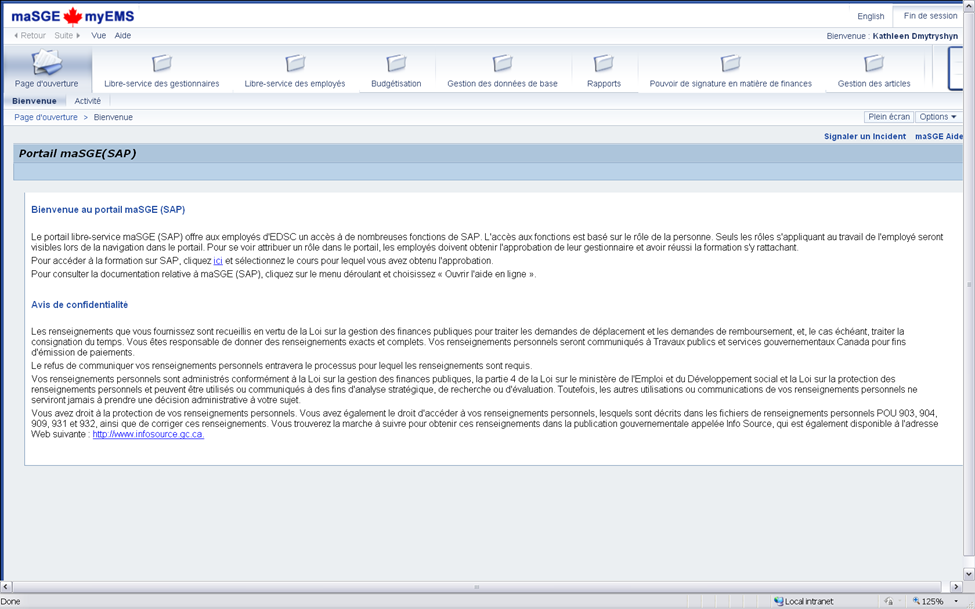 maSGE myEMS
English
Fin de session
Retour Suite Vue Aide
Bienvenue : Kathleen Dmytryshyn
Page d'ouverture
Libre-service des gestionnaires
Libre-service des employés
Budgétisation
Gestion des données de base
Rapports
Pouvoir de signature en matière de finances
Gestion des articles
Bienvenue Activité
Page d'ouverture > Bienvenue
Plein écran Options
Signaler un Incident maSGE Aide
Portail maSGE(SAP)
Bienvenue au portail maSGE (SAP)
Le portail libre-service maSGE (SAP) offre aux employés d'EDSC un accès à de nombreuses fonctions de SAP. L'accès aux fonctions est basé sur le rôle de la personne. Seuls les rôles s'appliquant au travail de l'employé seront
visibles lors de la navigation dans le portail. Pour se voir attribuer un rôle dans le portail, les employés doivent obtenir l'approbation de leur gestionnaire et avoir réussi la formation s'y rattachant.
Pour accéder à la formation sur SAP, cliquez ici et sélectionnez le cours pour lequel vous avez obtenu l'approbation.
Pour consulter la documentation relative à maSGE (SAP), cliquez sur le menu déroulant et choisissez « Ouvrir l'aide en ligne ».
Avis de confidentialité
Les renseignements que vous fournissez sont recueillis en vertu de la Loi sur la gestion des finances publiques pour traiter les demandes de déplacement et les demandes de remboursement, et, le cas échéant, traiter la
consignation du temps. Vous êtes responsable de donner des renseignements exacts et complets. Vos renseignements personnels seront communiqués à Travaux publics et services gouvernementaux Canada pour fins
d'émission de paiements.
Le refus de communiquer vos renseignements personnels entravera le processus pour lequel les renseignements sont requis.
Vos renseignements personnels sont administrés conformément à la Loi sur la gestion des finances publiques, la partie 4 de la Loi sur le ministère de l'Emploi et du Développement social et la Loi sur la protection des
renseignements personnels et peuvent être utilisés ou communiqués à des fins d'analyse stratégique, de recherche ou d'évaluation. Toutefois, les autres utilisations ou communications de vos renseignements personnels ne
serviront jamais à prendre une décision administrative à votre sujet.
Vous avez droit à la protection de vos renseignements personnels. Vous avez également le droit d'accéder à vos renseignements personnels, lesquels sont décrits dans les fichiers de renseignements personnels POU 903, 904,
909, 931 et 932, ainsi que de corriger ces renseignements. Vous trouverez la marche à suivre pour obtenir ces renseignements dans la publication gouvernementale appelée Info Source, qui est également disponible à l'adresse
Web suivante : http://www.infosource.gc.ca.
Done
Local intranet
125%